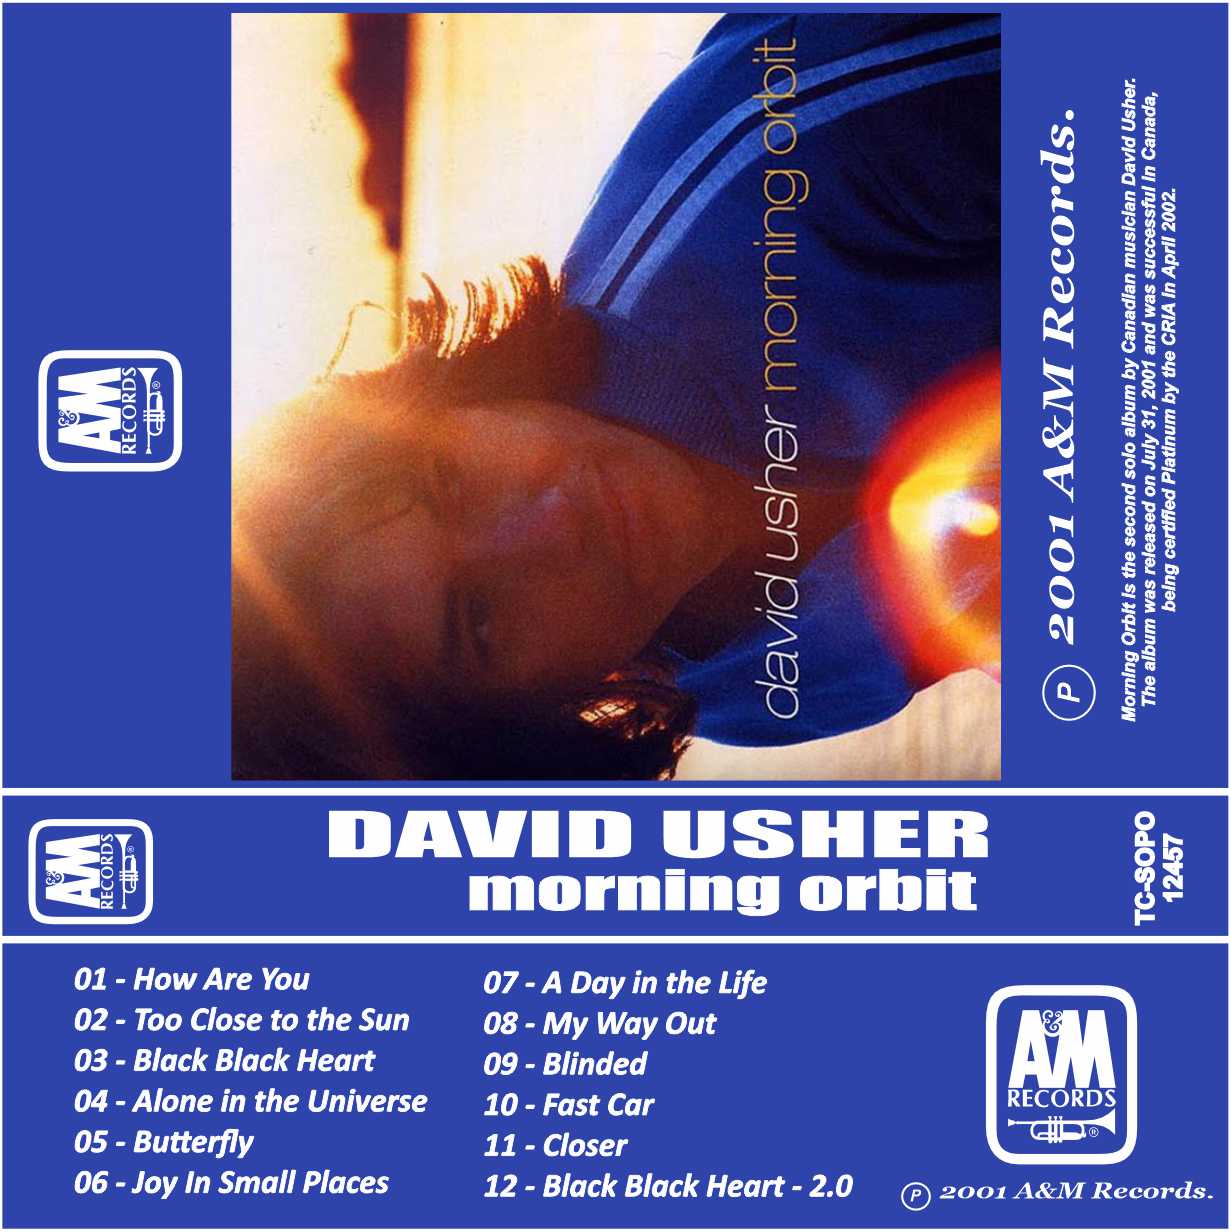 A&M
RECORDS
®
david usher morning orbit
P 2001 A&M Records.
Morning Orbit is the second solo album by Canadian musician David Usher.
The album was released on July 31, 2001 and was successful in Canada,
being certified Platinum by the CRIA in April 2002.
A&M
RECORDS
®
DAVID USHER
morning orbit
TC-SOPO
12457
01 - How Are You
02 - Too Close to the Sun
03 - Black Black Heart
04 - Alone in the Universe
05 - Butterfly
06 - Joy In Small Places
07 - A Day in the Life
08 - My Way Out
09 - Blinded
10 - Fast Car
11 - Closer
12 - Black Black Heart - 2.0
A&M
RECORDS
®
P 2001 A&M Records.